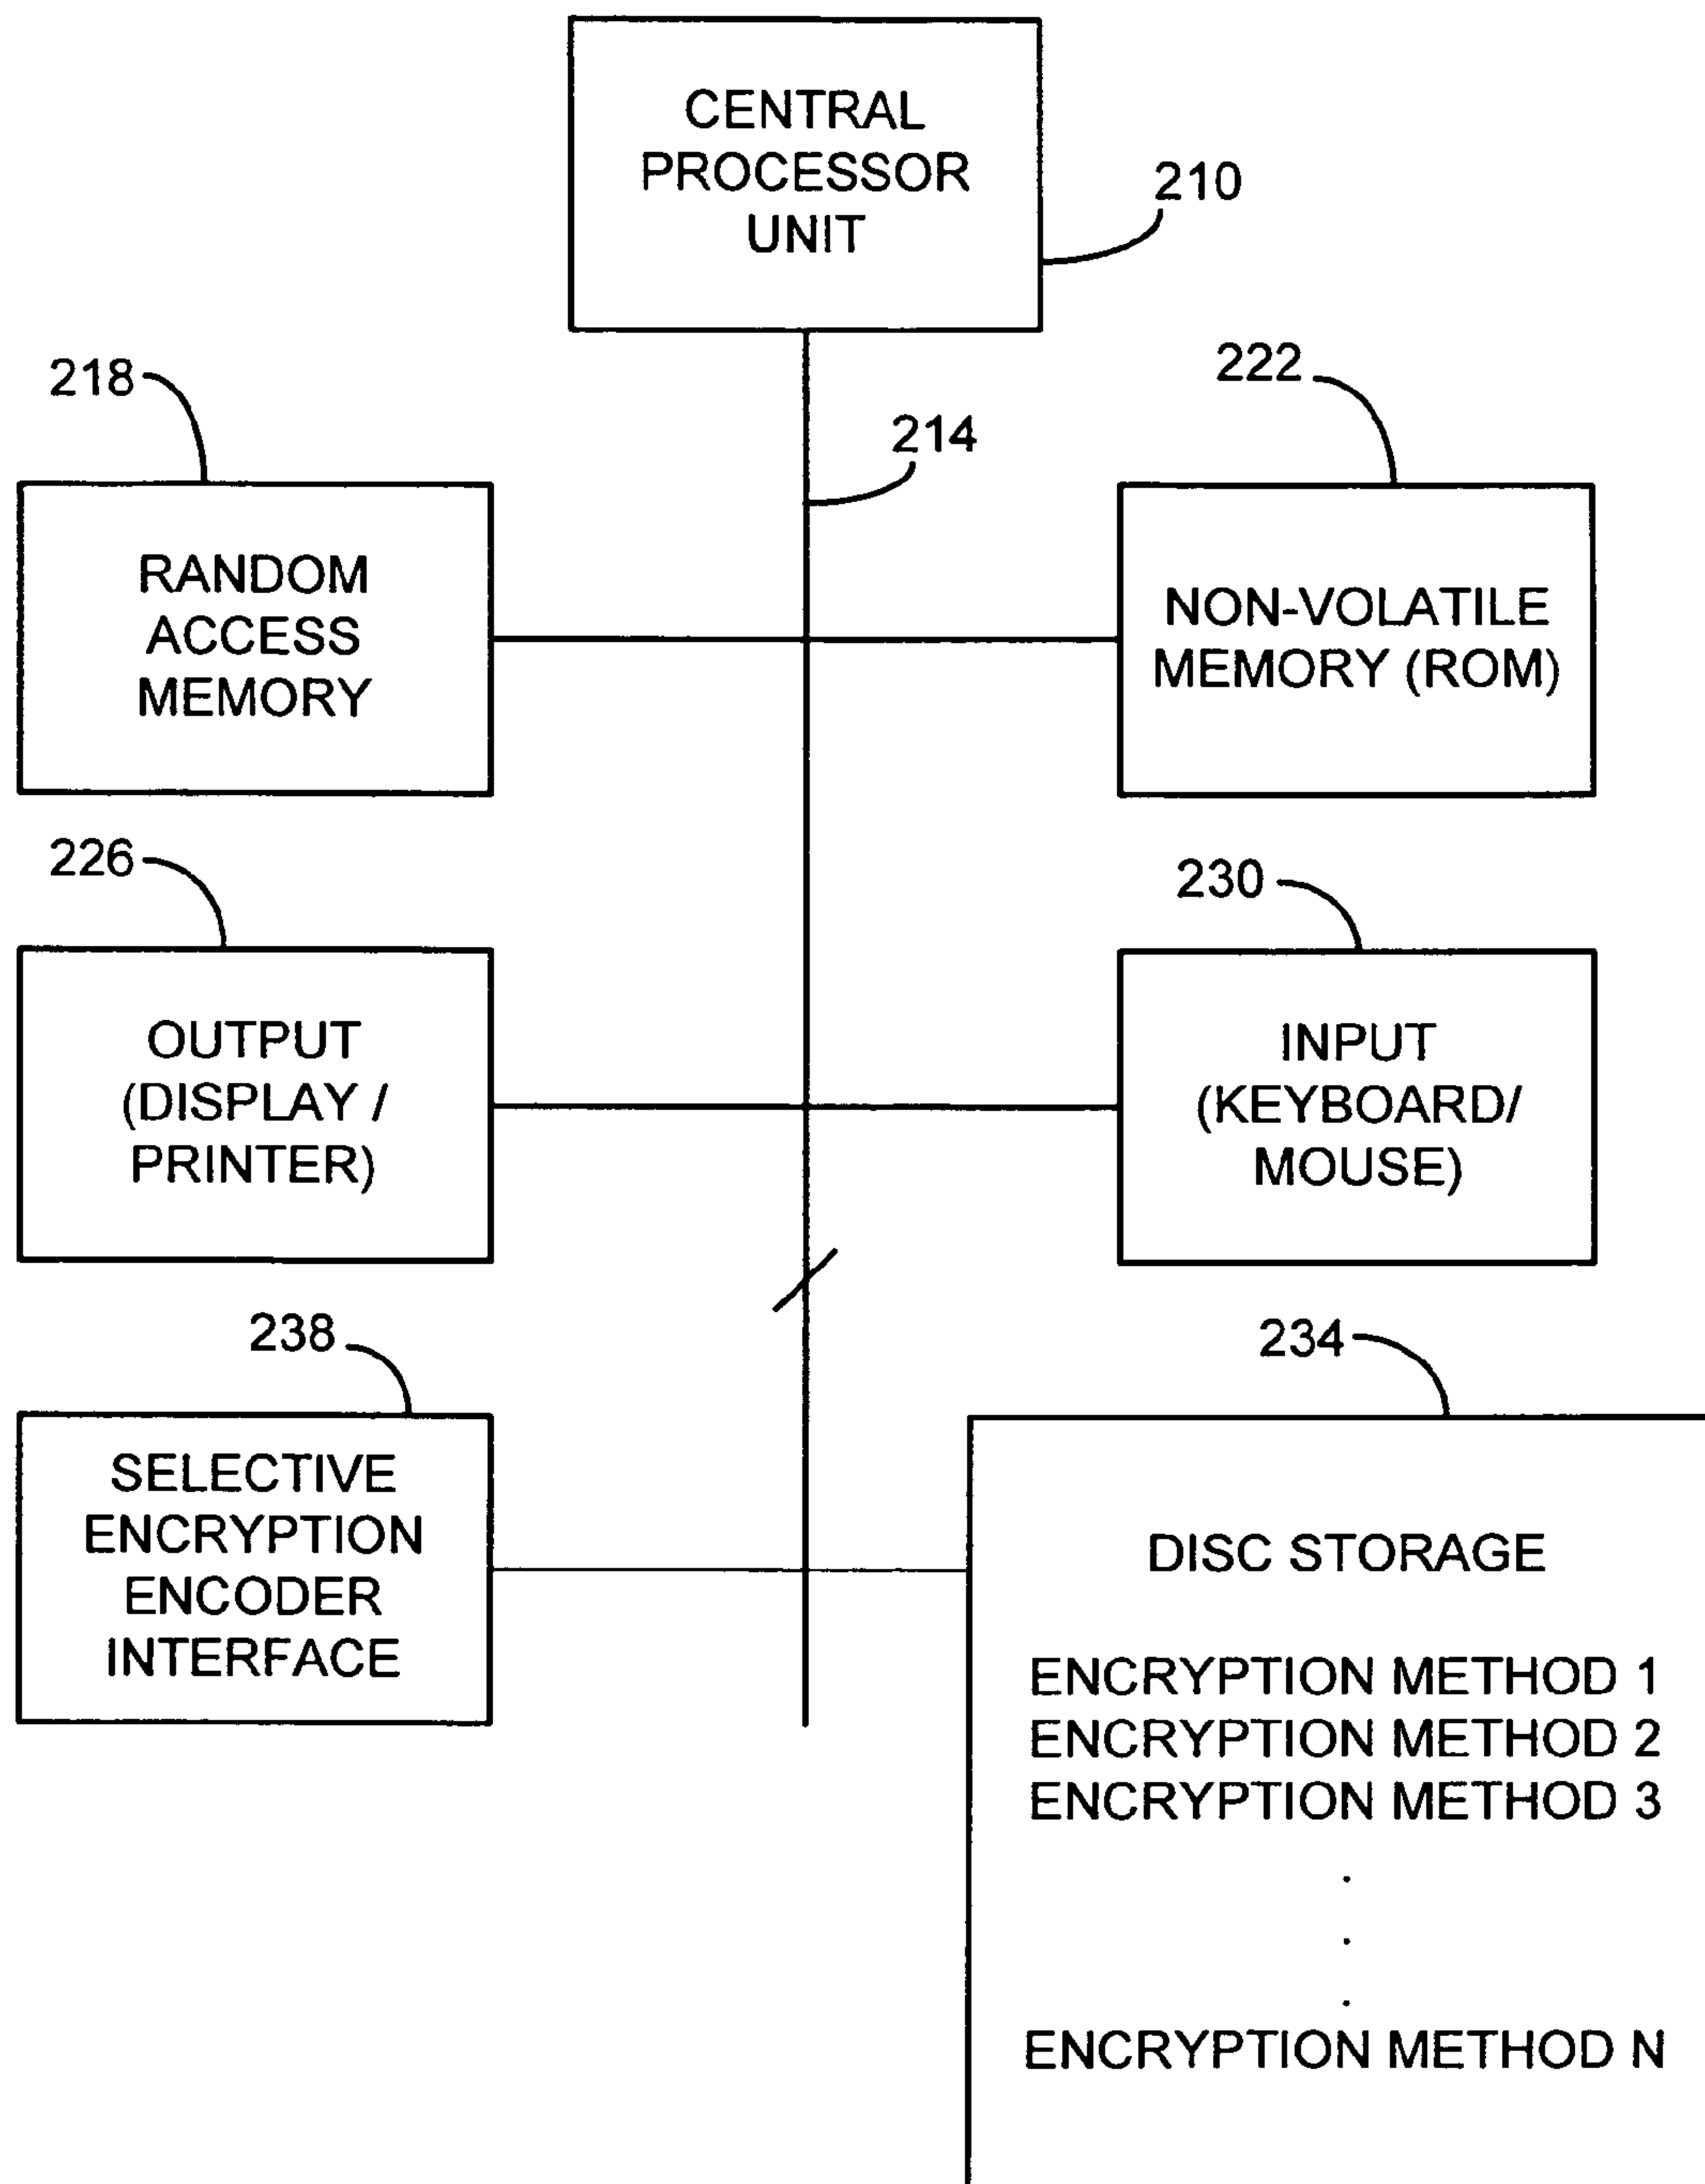 CENTRAL
PROCESSOR
UNIT
210
218
222
214
RANDOM
ACCESS
MEMORY
NON-VOLATILE
MEMORY (ROM)
226
230
OUTPUT
(DISPLAY /
PRINTER)
INPUT
(KEYBOARD/
MOUSE)
238
234
SELECTIVE
ENCRYPTION
ENCODER
INTERFACE
DISC STORAGE
ENCRYPTION METHOD 1
ENCRYPTION METHOD 2
ENCRYPTION METHOD 3
.
.
.
ENCRYPTION METHOD N